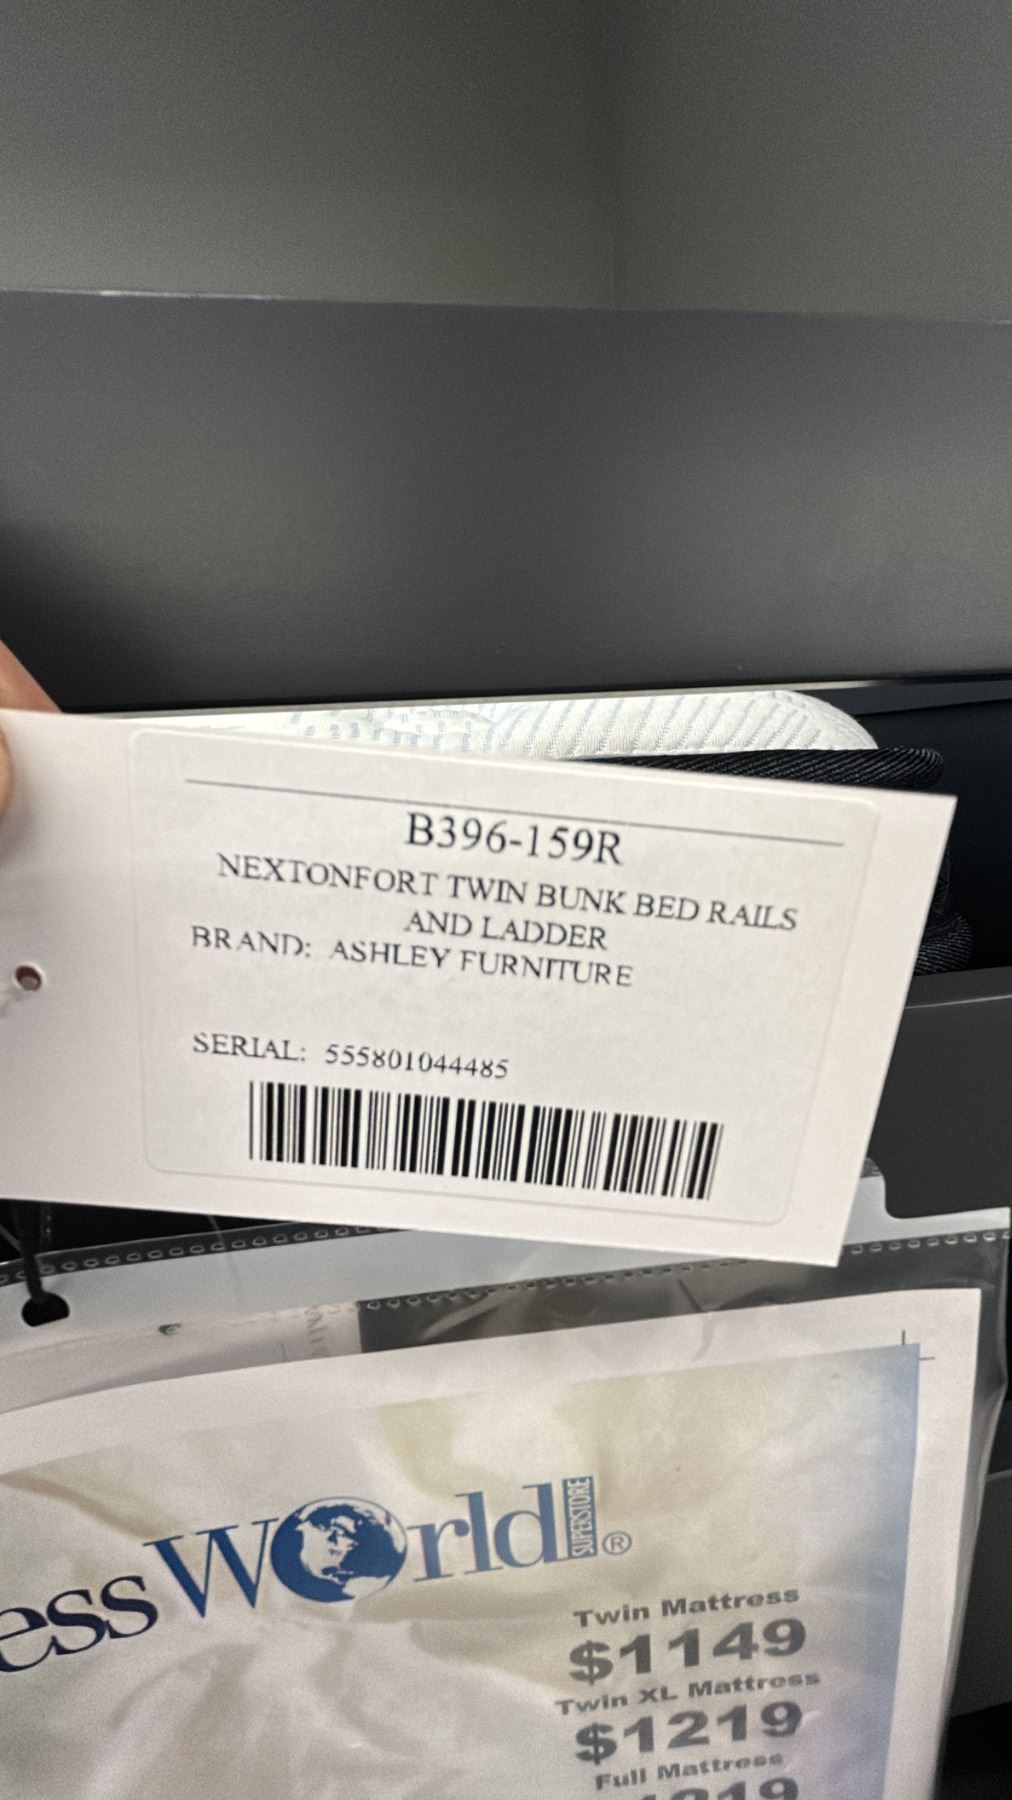 B396-159R
NEXTONFORT TWIN BUNK BED RAILS
AND LADDER
BRAND: ASHLEY FURNITURE
SERIAL: 555801044485
ess World
SUPERSTORE
®
Twin Mattress
$1149
Twin XL Mattress
$1219
Full Mattress